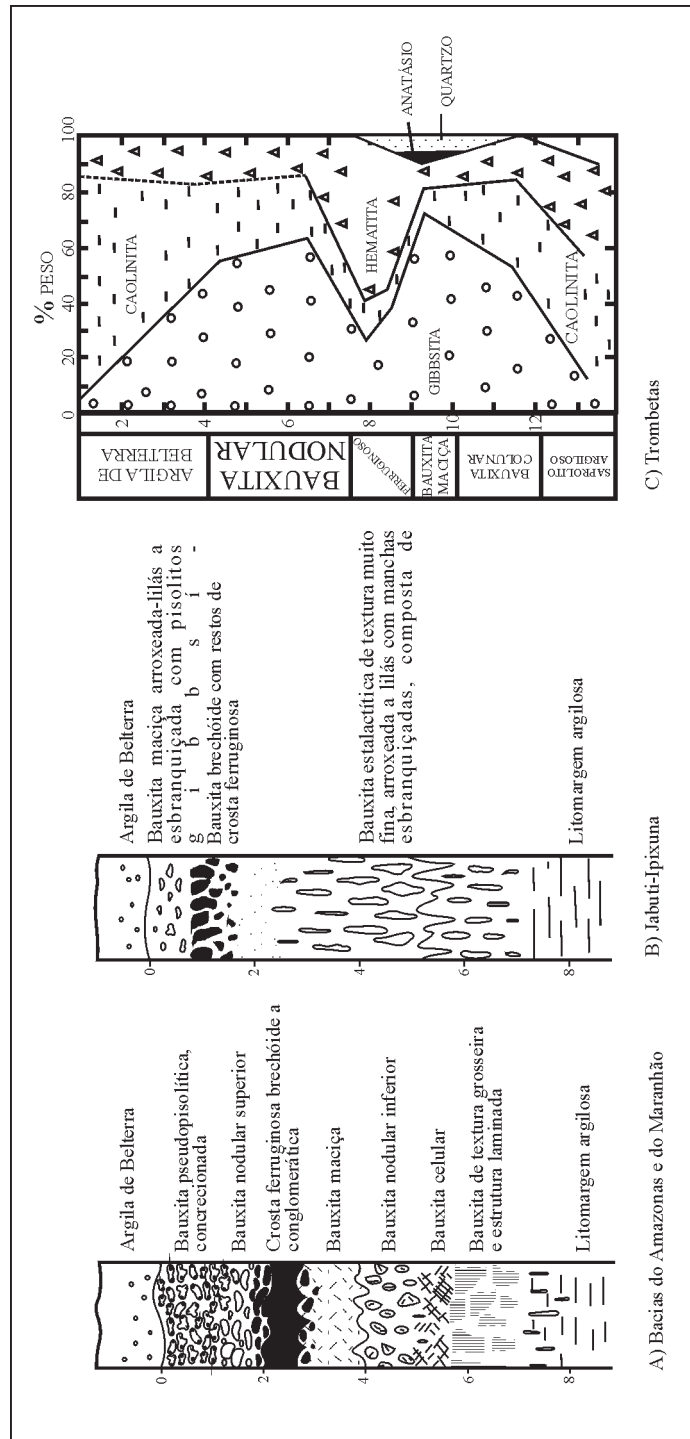 Argila de Belterra
Bauxita pseudopisolítica,
concrecionada
Bauxita nodular superior
Crosta ferruginosa brechóide a
conglomerática
Bauxita maciça
Bauxita nodular inferior
Bauxita celular
Bauxita de textura grosseira
e estrutura laminada
Litomargem argilosa
0
2
4
6
8
A) Bacias do Amazonas e do Maranhão
Argila de Belterra
Bauxita maciça arroxeada-lilás a
esbranquiçada com pisolitos
g i b b s í -
Bauxita brechóide com restos de
crosta ferruginosa
Bauxita estalactítica de textura muito
fina, arroxeada a lilás com manchas
esbranquiçadas, composta de
Litomargem argilosa
0
2
4
6
8
B) Jabuti-Ipixuna
% PESO
0
20
40
60
80
100
2
4
6
8
10
12
ARGILA DE
BELTERRA
BAUXITA
NODULAR
FERRUGINOSO
BAUXITA
MACIÇA
BAUXITA
COLUNAR
SAPROLITO
ARGILOSO
CAOLINITA
HEMATITA
GIBBSITA
CAOLINITA
ANATÁSIO
QUARTZO
C) Trombetas